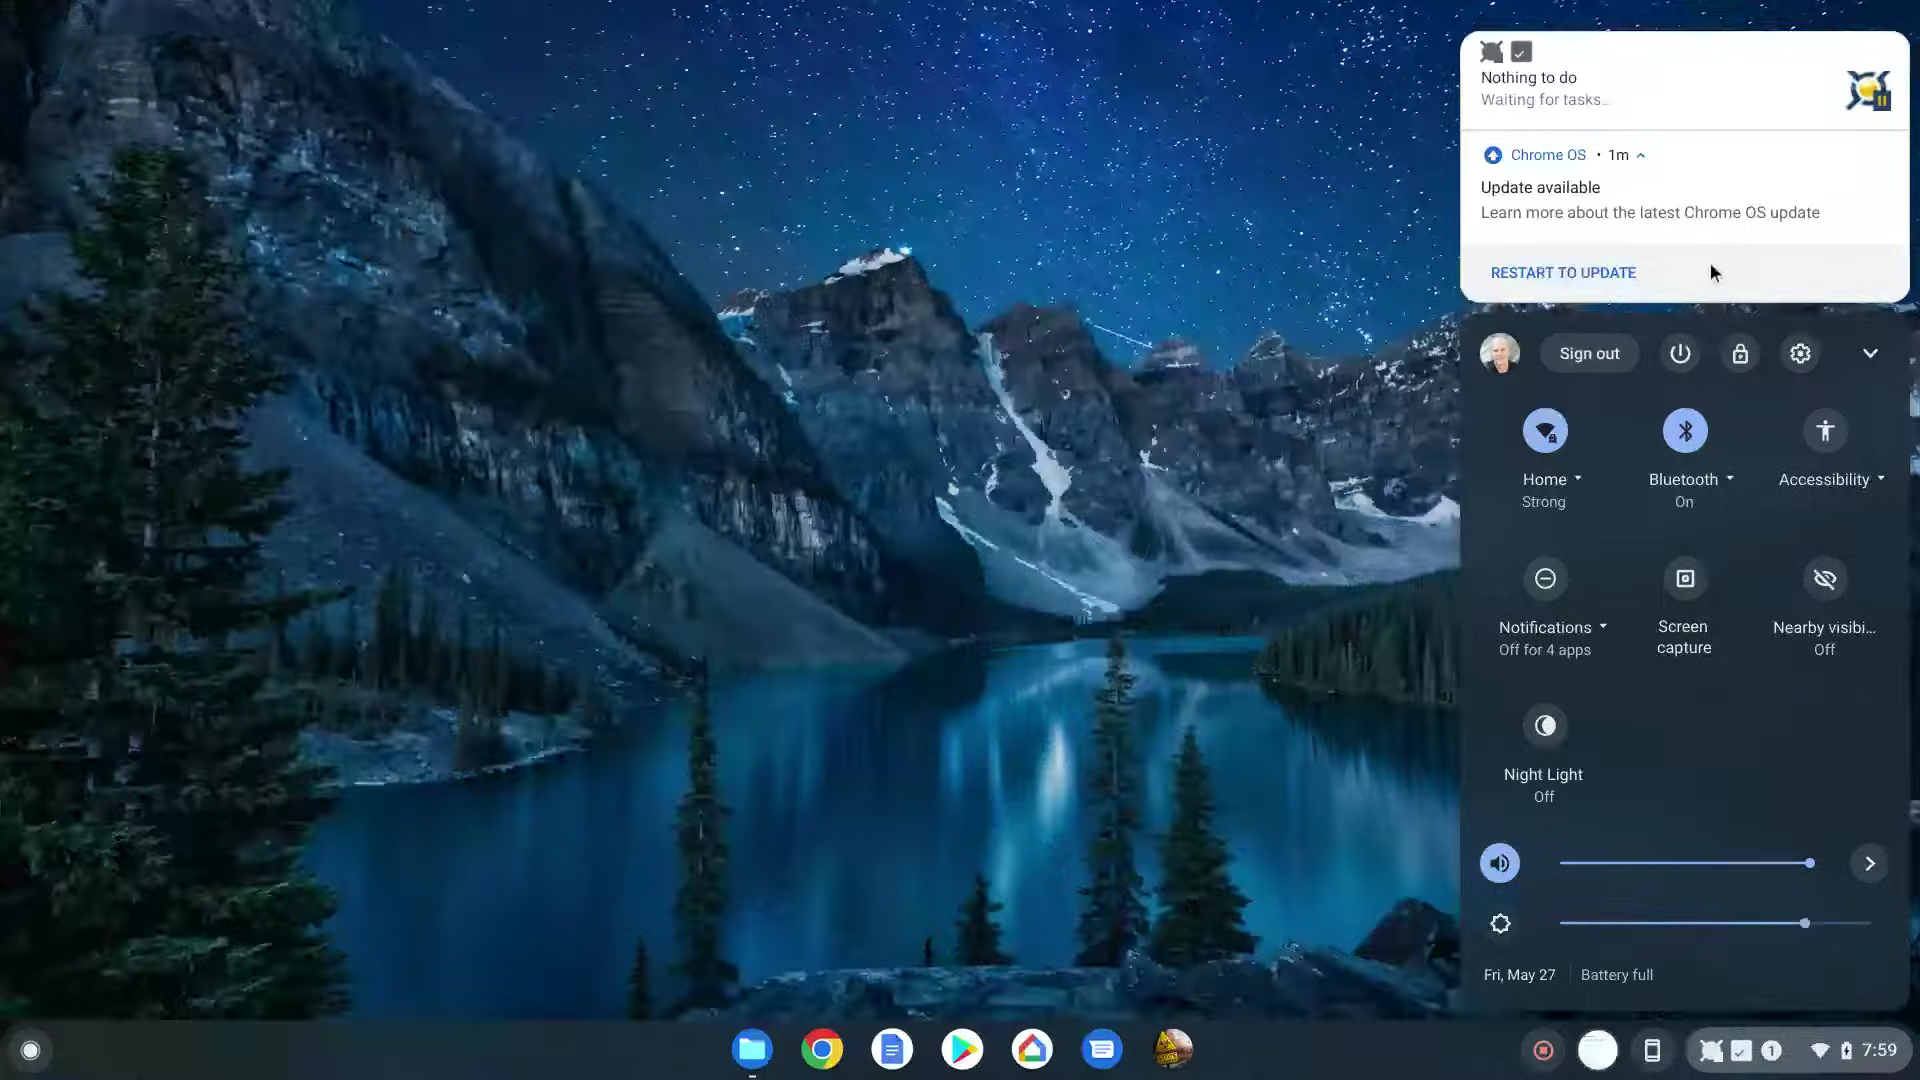 Nothing to do
Waiting for tasks...
Chrome OS • 1m
Update available
Learn more about the latest Chrome OS update
RESTART TO UPDATE
Sign out
Home
Strong
Bluetooth
On
Accessibility
Notifications
Off for 4 apps
Screen
capture
Nearby visibi...
Off
Night Light
Off
Fri, May 27
Battery full
1
7:59